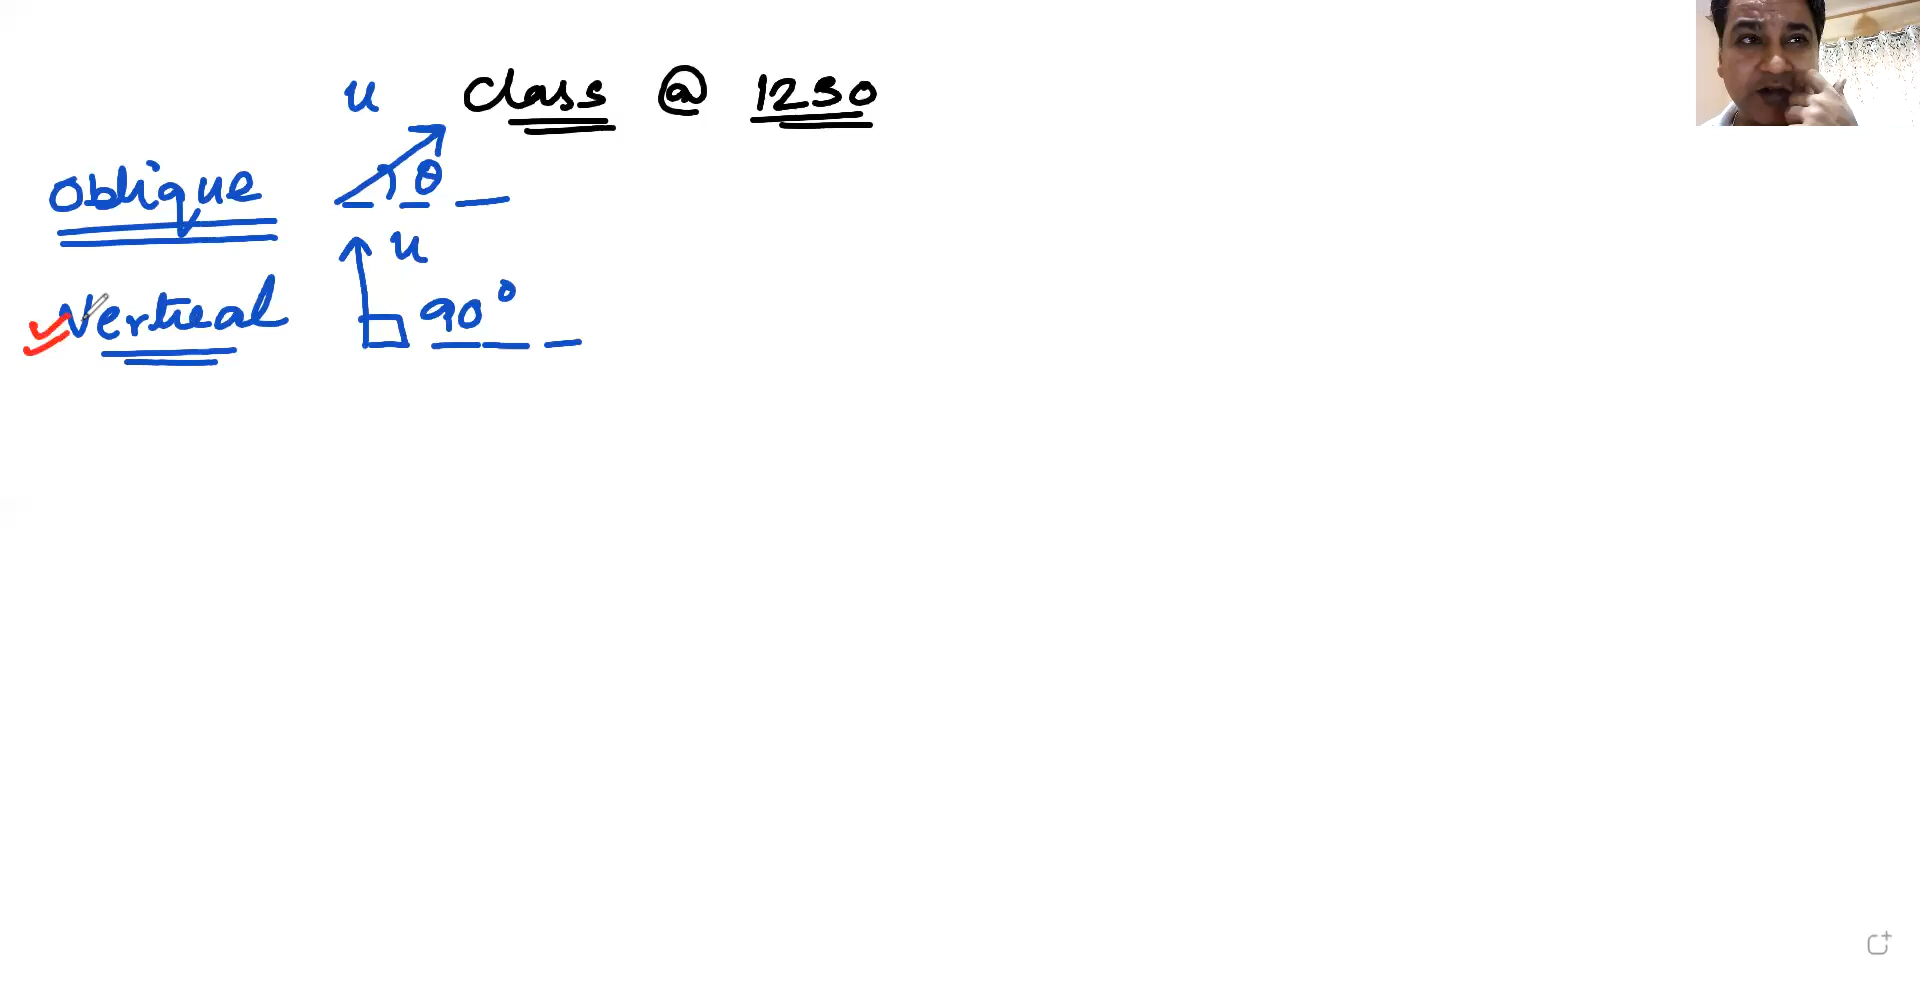 u Class @ 1230
Oblique θ
u
Vertical 90°